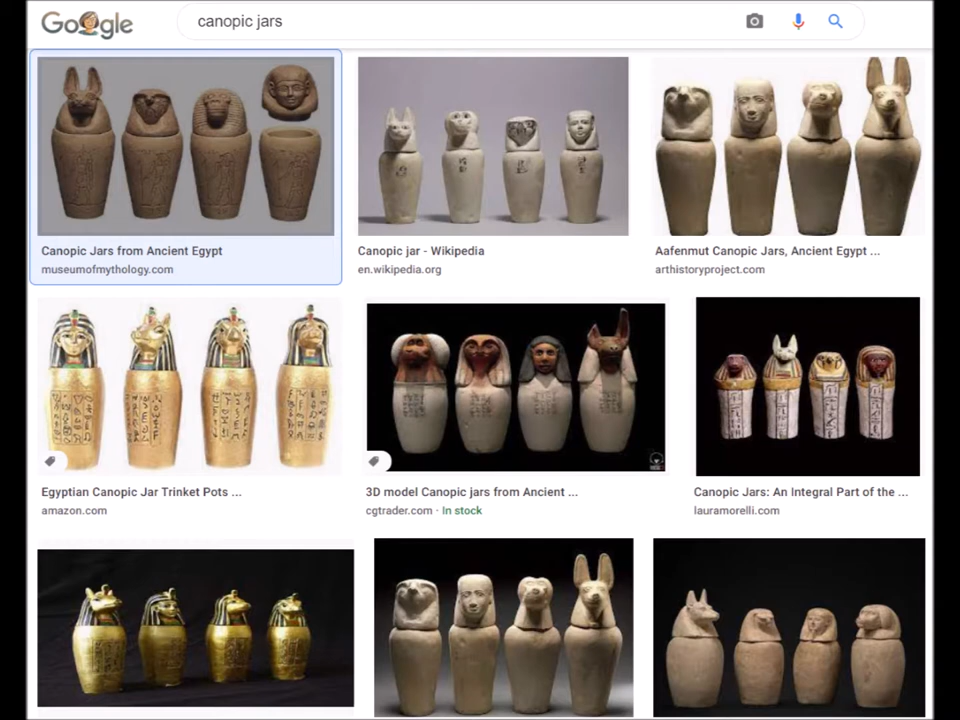 Google
canopic jars
Canopic Jars from Ancient Egypt
museumofmythology.com
Canopic jar - Wikipedia
en.wikipedia.org
Aafenmut Canopic Jars, Ancient Egypt ...
arthistoryproject.com
Egyptian Canopic Jar Trinket Pots ...
amazon.com
3D model Canopic jars from Ancient ...
cgtrader.com · In stock
Canopic Jars: An Integral Part of the ...
lauramorelli.com